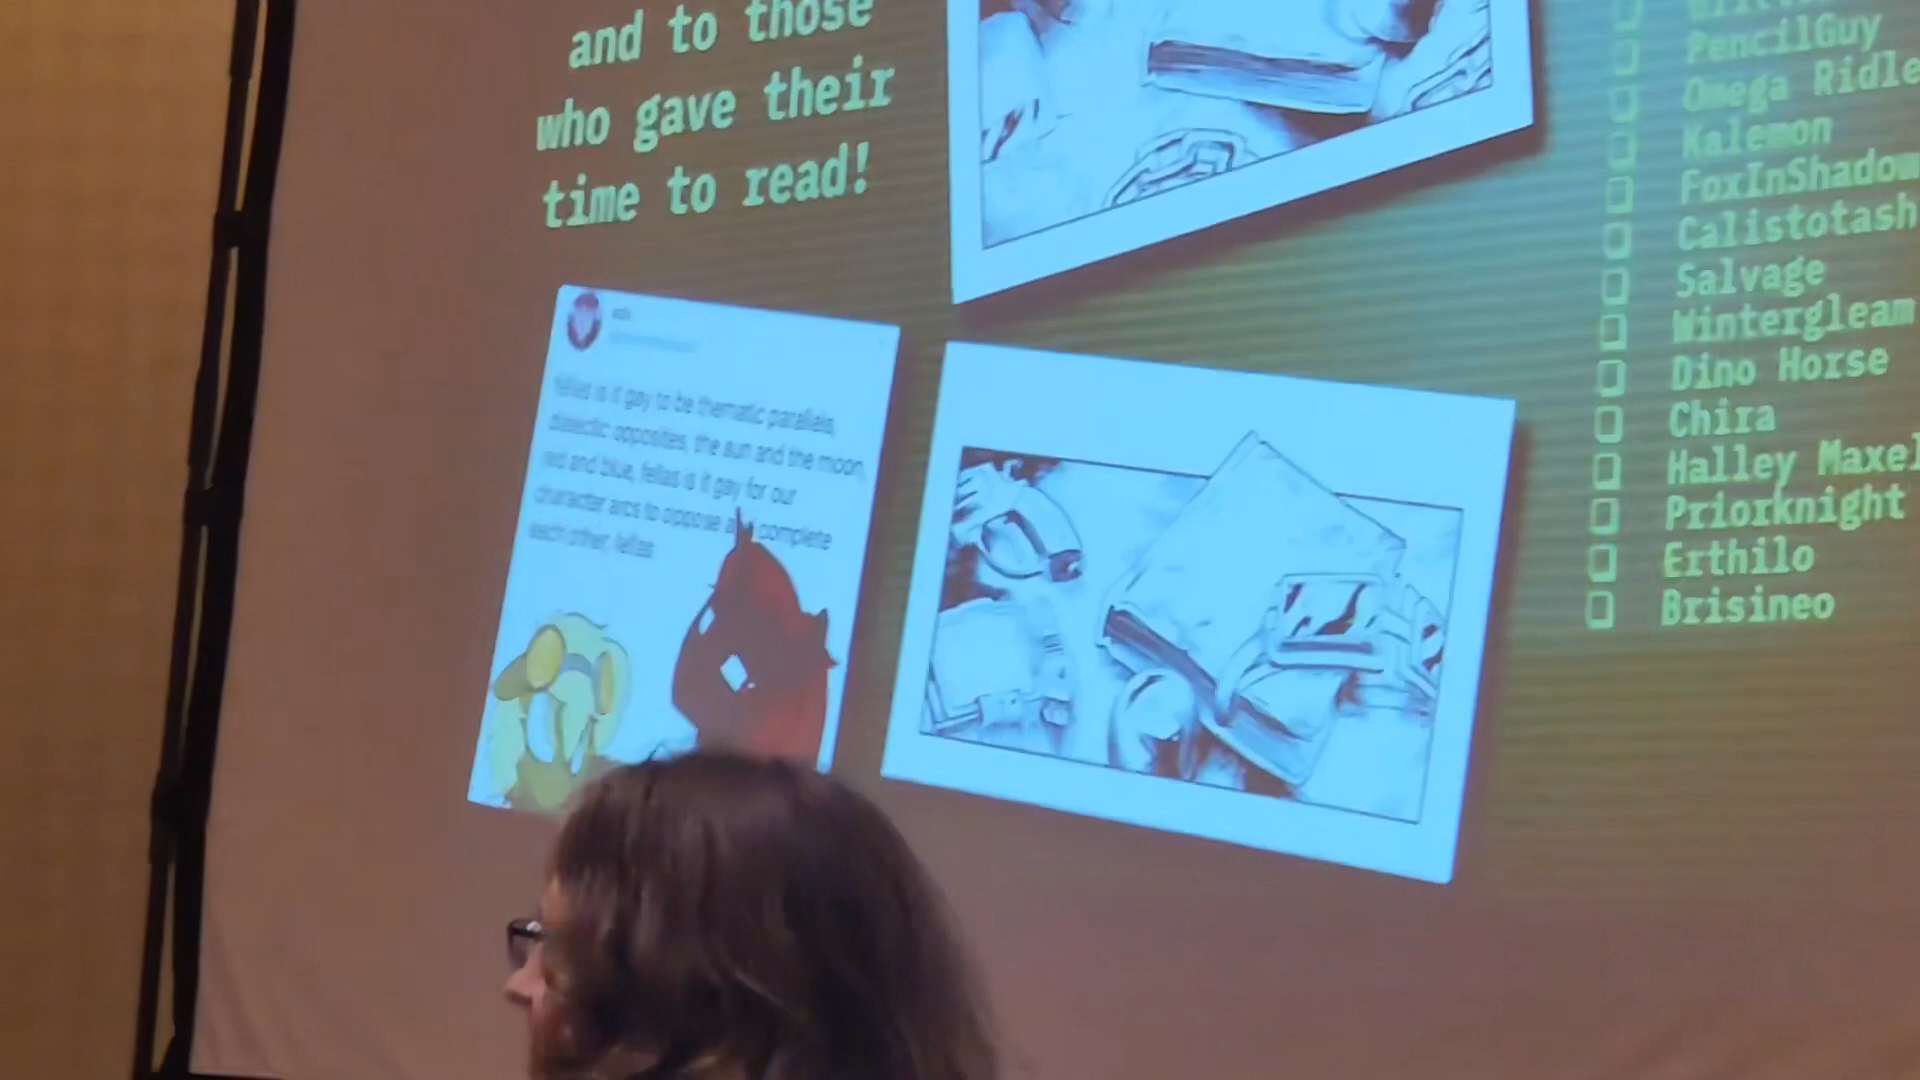 and to those
who gave their
time to read!
fellas is it gay to be thematic parallels,
opposites, the sun and the moon,
red and blue, fellas is it gay for our
character arcs to oppose complete
each other, fellas
PencilGuy
Omega Ridle
Kalemon
FoxInShadow
Calistotash
Salvage
Wintergleam
Dino Horse
Chira
Halley Maxel
Priorknight
Erthilo
Brisineo